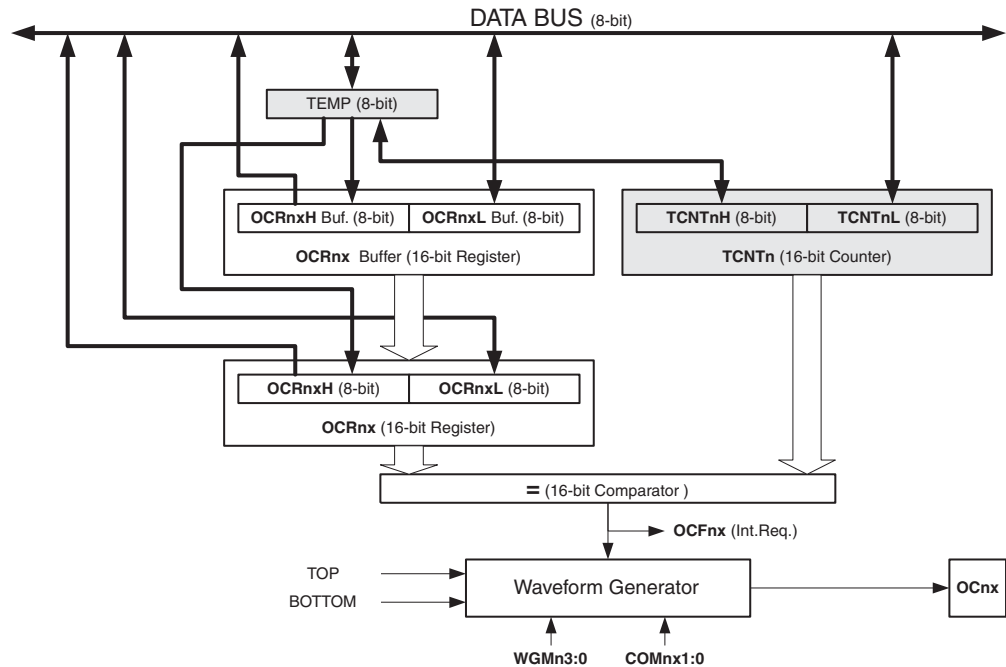 DATA BUS (8-bit)
TEMP (8-bit)
OCRnxH Buf. (8-bit)
OCRnxL Buf. (8-bit)
TCNTnH (8-bit)
TCNTnL (8-bit)
OCRnx Buffer (16-bit Register)
TCNTn (16-bit Counter)
OCRnxH (8-bit)
OCRnxL (8-bit)
OCRnx (16-bit Register)
= (16-bit Comparator )
OCFnx (Int.Req.)
TOP
BOTTOM
Waveform Generator
OCnx
WGMn3:0
COMnx1:0